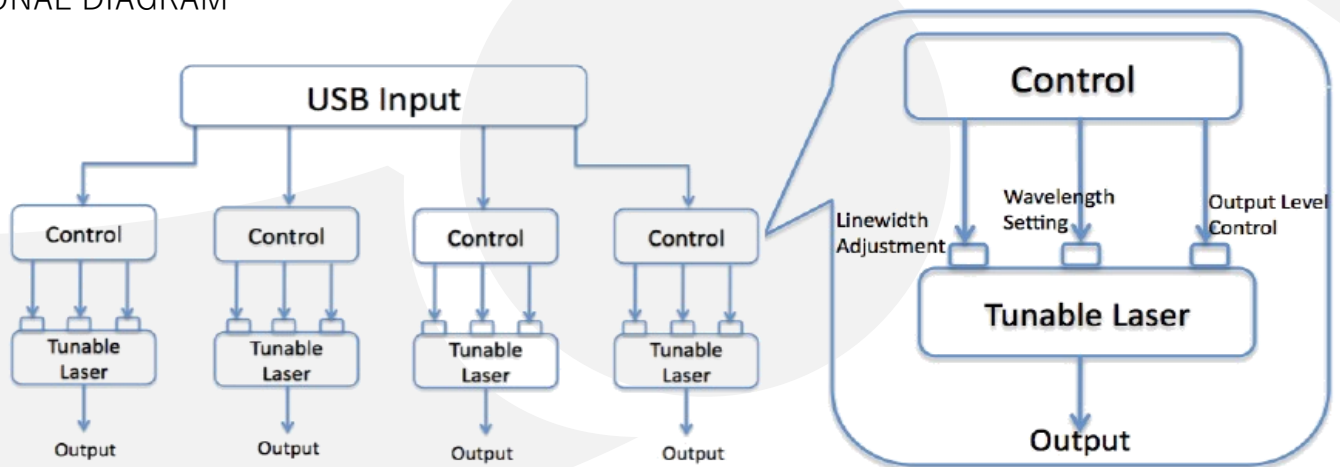 DIAGRAM
USB Input
Control
Control
Control
Control
Tunable
Laser
Tunable
Laser
Tunable
Laser
Tunable
Laser
Output
Output
Output
Output
Control
Linewidth
Adjustment
Wavelength
Setting
Output Level
Control
Tunable Laser
Output